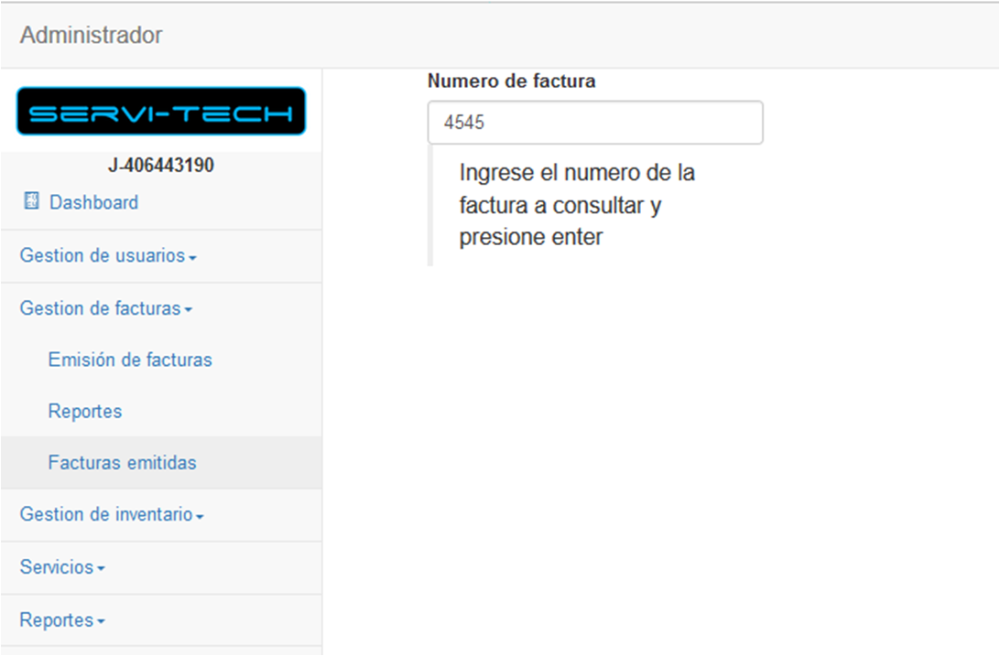 Administrador
SERVI-TECH
J-406443190
Dashboard
Gestion de usuarios
Gestion de facturas
Emisión de facturas
Reportes
Facturas emitidas
Gestion de inventario
Servicios
Reportes
Numero de factura
4545
Ingrese el numero de la
factura a consultar y
presione enter